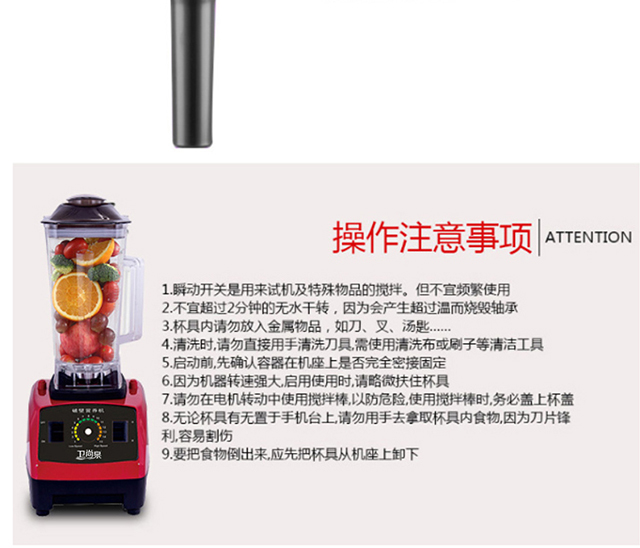 操作注意事项
ATTENTION
1.瞬动开关是用来试机及特殊物品的搅拌。但不宜频繁使用
2.不宜超过2分钟的无水干转，因为会产生超过温而烧毁轴承
3.杯具内请勿放入金属物品，如刀、叉、汤匙......
4.清洗时,请勿直接用手清洗刀具,需使用清洗布或刷子等清洁工具
5.启动前,先确认容器在机座上是否完全密接固定
6.因为机器转速强大,启用使用时,请略微扶住杯具
7.请勿在电机转动中使用搅拌棒,以防危险,使用搅拌棒时,务必盖上杯盖
8.无论杯具有无置于手机台上,请勿用手去拿取杯具内食物,因为刀片锋
利,容易割伤
9.要把食物倒出来,应先把杯具从机座上卸下
卫尚泉